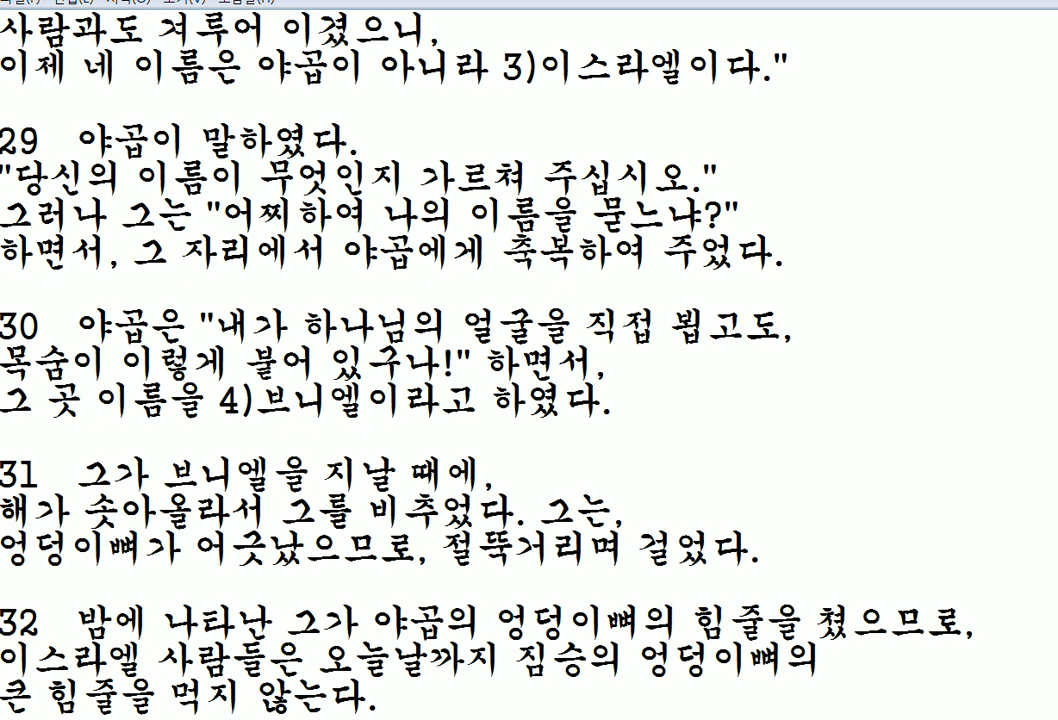 사람과도 겨루어 이겼으니,
이제 네 이름은 야곱이 아니라 3)이스라엘이다."
29 야곱이 말하였다.
"당신의 이름이 무엇인지 가르쳐 주십시오."
그러나 그는 "어찌하여 나의 이름을 묻느냐?"
하면서, 그 자리에서 야곱에게 축복하여 주었다.
30 야곱은 "내가 하나님의 얼굴을 직접 뵙고도,
목숨이 이렇게 붙어 있구나!" 하면서,
그 곳 이름을 4)브니엘이라고 하였다.
31 그가 브니엘을 지날 때에,
해가 솟아올라서 그를 비추었다. 그는,
엉덩이뼈가 어긋났으므로, 절뚝거리며 걸었다.
32 밤에 나타난 그가 야곱의 엉덩이뼈의 힘줄을 쳤으므로,
이스라엘 사람들은 오늘날까지 짐승의 엉덩이뼈의
큰 힘줄을 먹지 않는다.